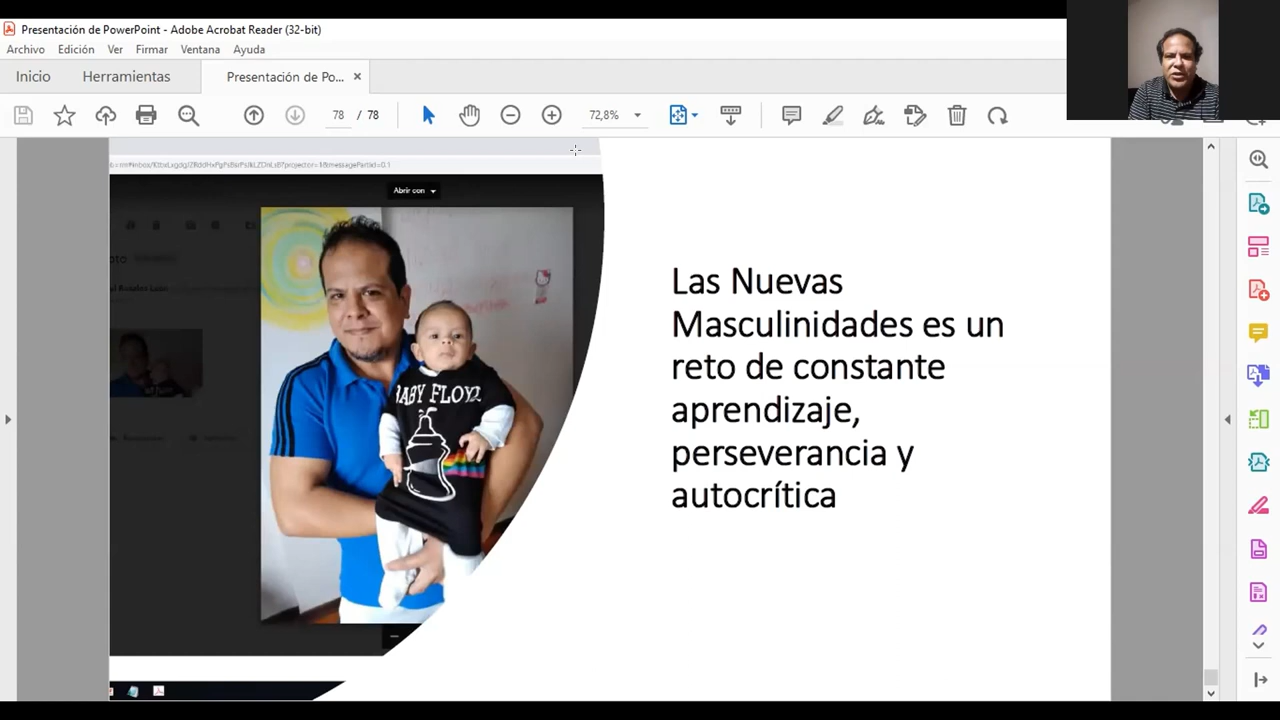 Presentación de PowerPoint - Adobe Acrobat Reader (32-bit)
Archivo Edición Ver Firmar Ventana Ayuda
Inicio Herramientas Presentación de Po... ×
78 / 78 72,8%
Abrir con
BABY FLOYD
Las Nuevas
Masculinidades es un
reto de constante
aprendizaje,
perseverancia y
autocrítica